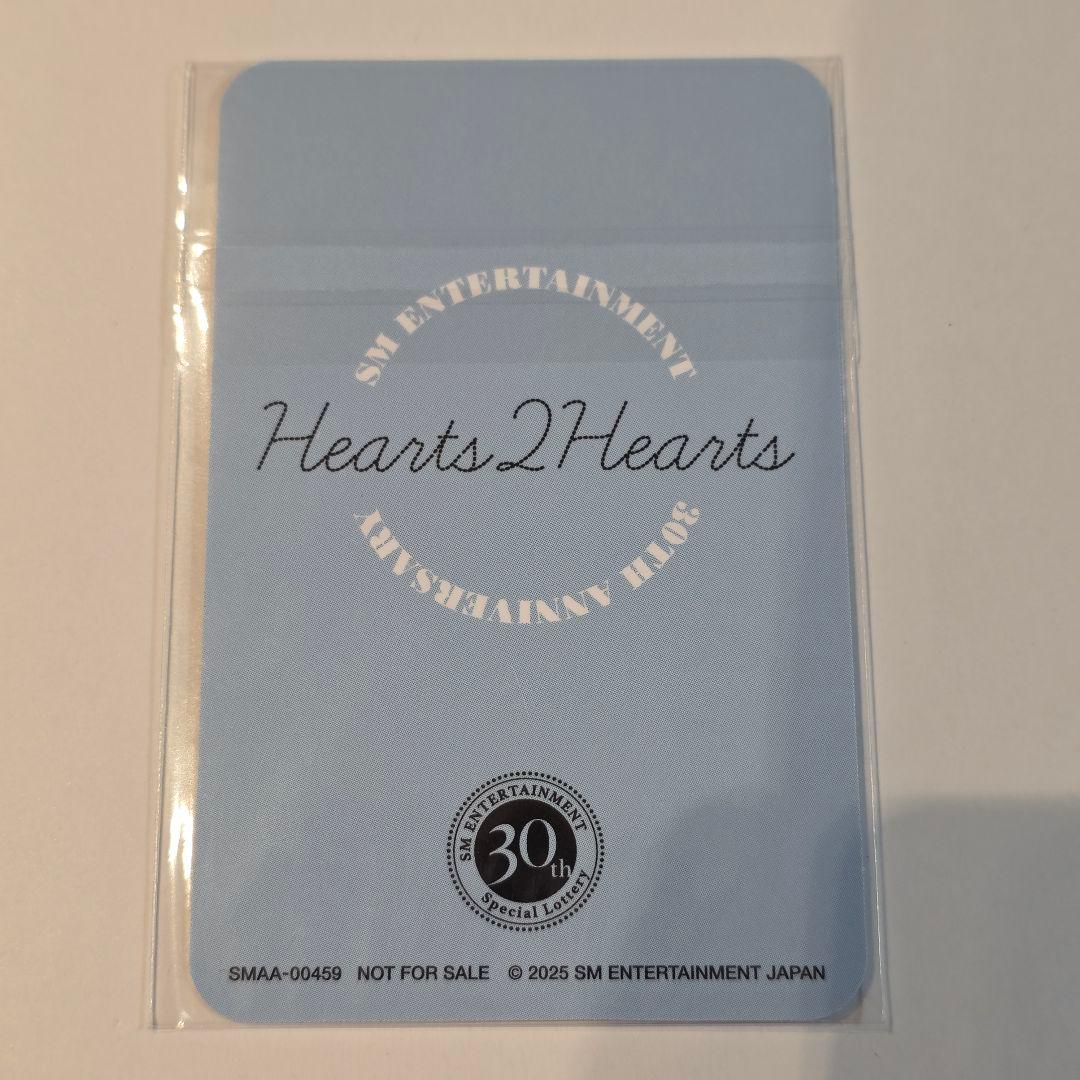 SM ENTERTAINMENT
Hearts2Hearts
30TH ANNIVERSARY
SM ENTERTAINMENT
30th
Special Lottery
SMAA-00459 NOT FOR SALE © 2025 SM ENTERTAINMENT JAPAN